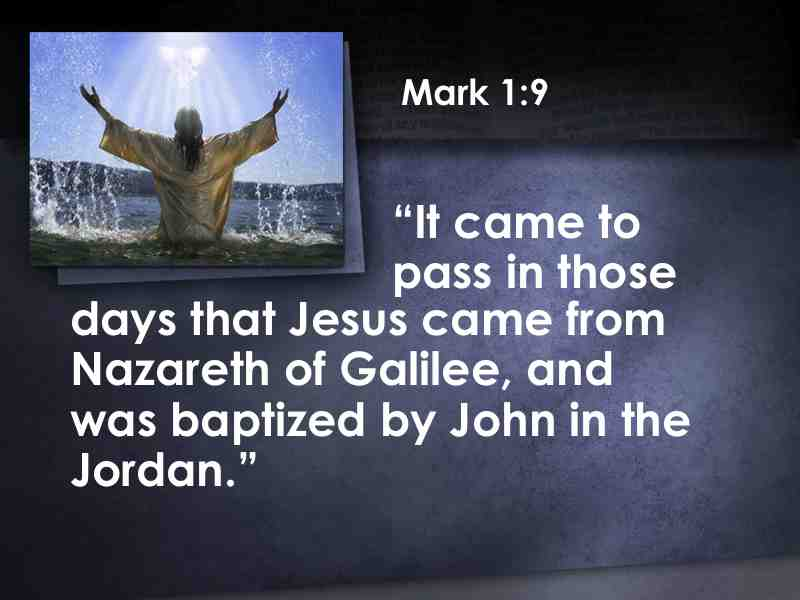 Mark 1:9
“It came to
pass in those
days that Jesus came from
Nazareth of Galilee, and
was baptized by John in the
Jordan.”